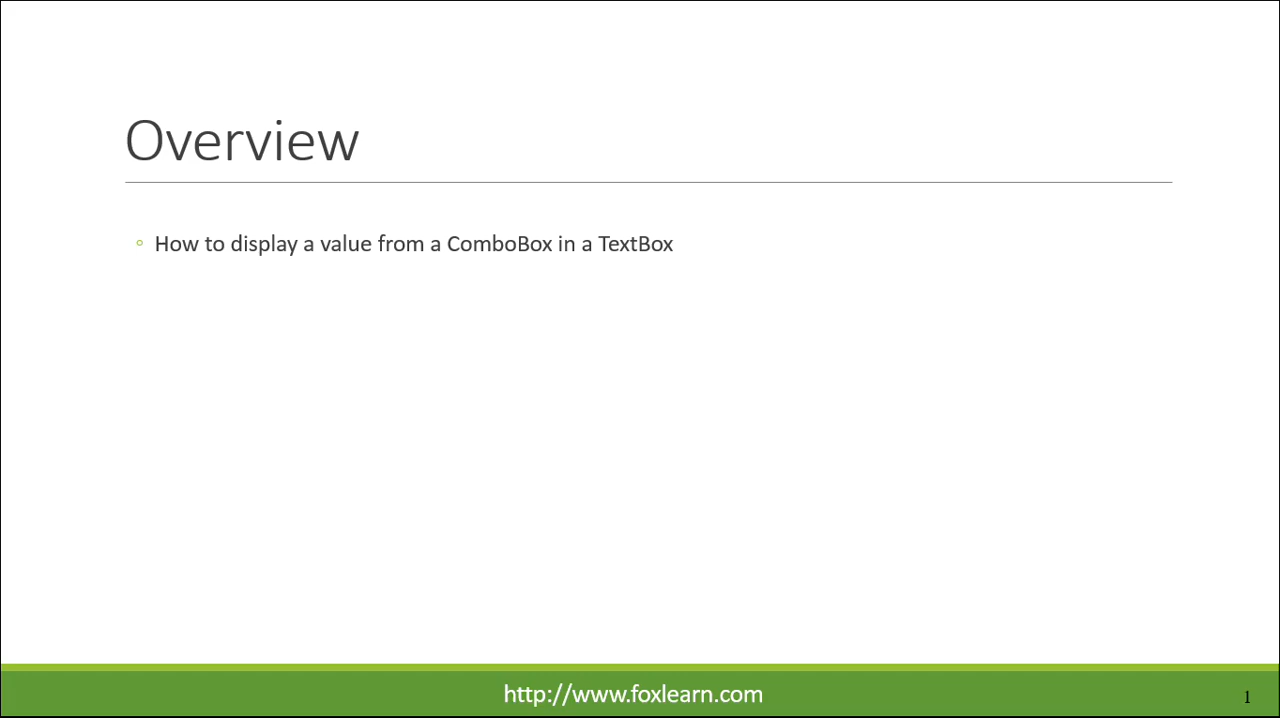 Overview
◦ How to display a value from a ComboBox in a TextBox
http://www.foxlearn.com
1